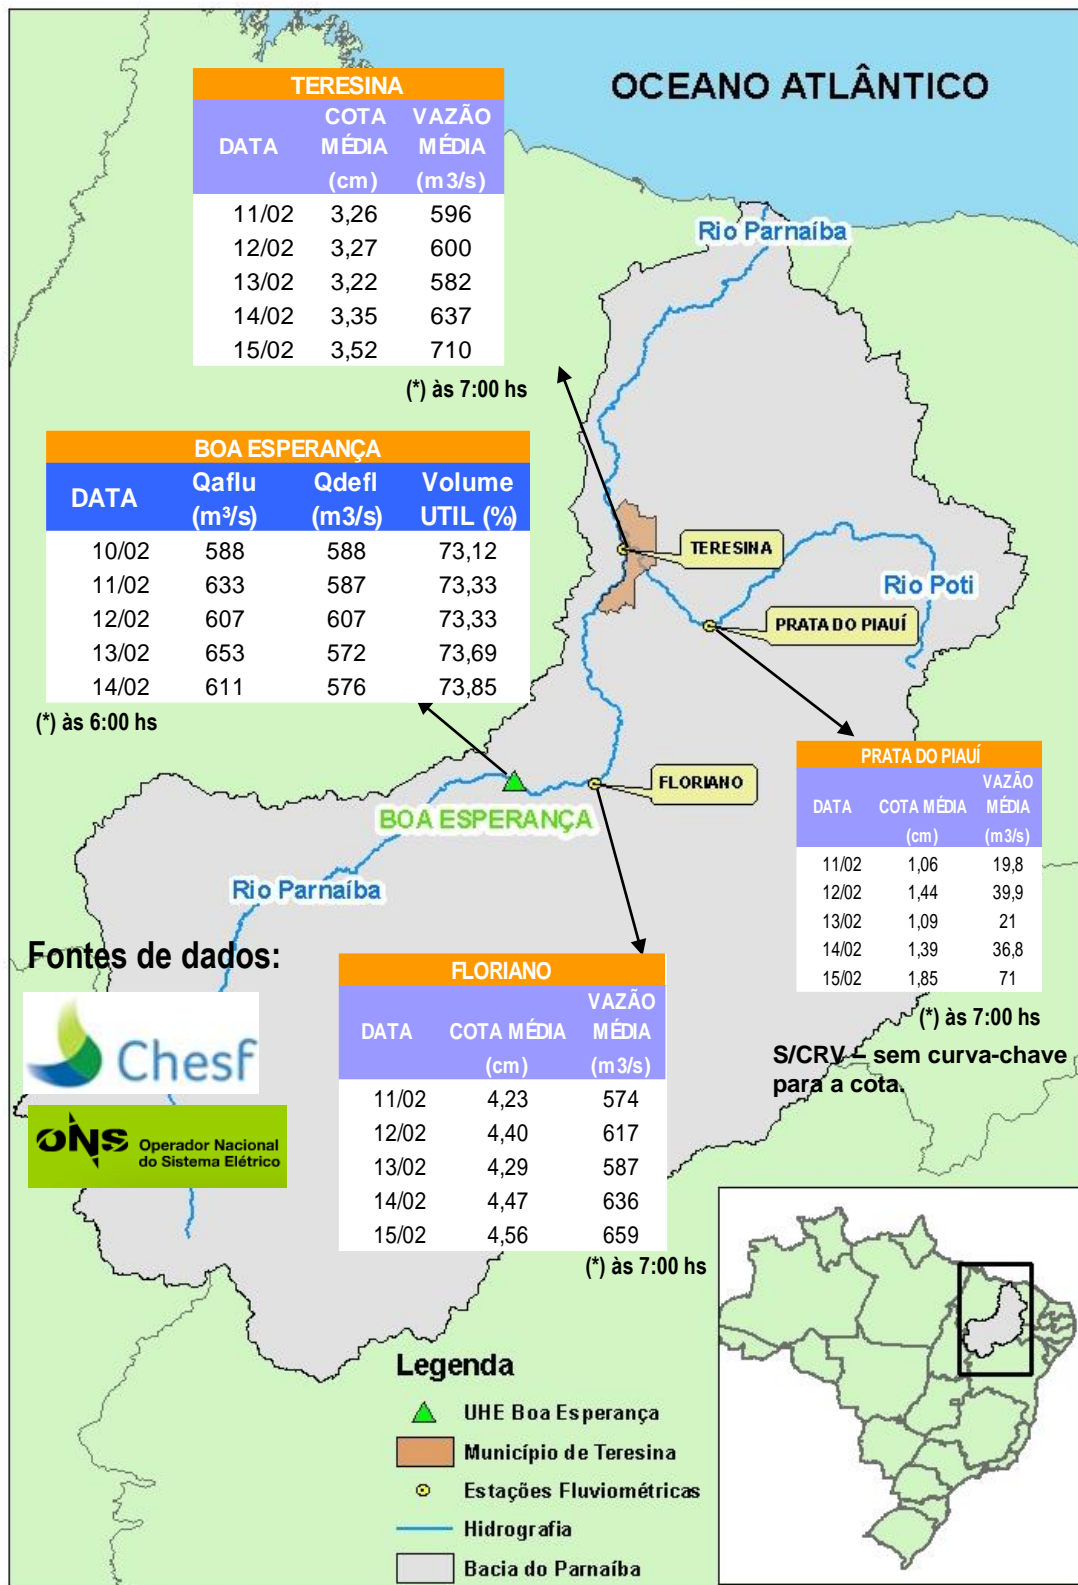 OCEANO ATLÂNTICO
TERESINA
DATA COTA MÉDIA (cm) VAZÃO MÉDIA (m3/s)
11/02 3,26 596
12/02 3,27 600
13/02 3,22 582
14/02 3,35 637
15/02 3,52 710
(*) às 7:00 hs
Rio Parnaíba
BOA ESPERANÇA
DATA Qaflu (m³/s) Qdefl (m3/s) Volume UTIL (%)
10/02 588 588 73,12
11/02 633 587 73,33
12/02 607 607 73,33
13/02 653 572 73,69
14/02 611 576 73,85
(*) às 6:00 hs
TERESINA
Rio Poti
PRATA DO PIAUÍ
FLORIANO
BOA ESPERANÇA
Rio Parnaíba
PRATA DO PIAUÍ
DATA COTA MÉDIA (cm) VAZÃO MÉDIA (m3/s)
11/02 1,06 19,8
12/02 1,44 39,9
13/02 1,09 21
14/02 1,39 36,8
15/02 1,85 71
(*) às 7:00 hs
S/CRV – sem curva-chave
para a cota.
Fontes de dados:
Chesf
ONS Operador Nacional
do Sistema Elétrico
FLORIANO
DATA COTA MÉDIA (cm) VAZÃO MÉDIA (m3/s)
11/02 4,23 574
12/02 4,40 617
13/02 4,29 587
14/02 4,47 636
15/02 4,56 659
(*) às 7:00 hs
Legenda
UHE Boa Esperança
Município de Teresina
Estações Fluviométricas
Hidrografia
Bacia do Parnaíba